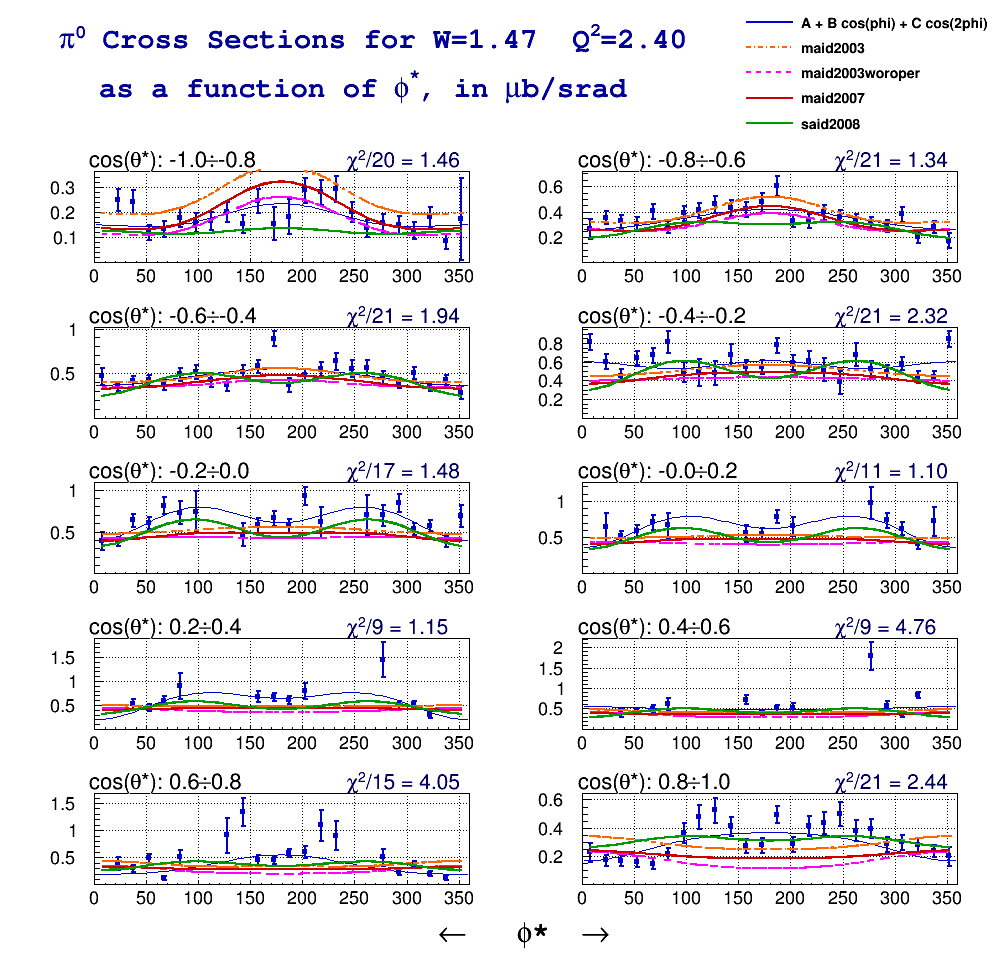 π⁰ Cross Sections for W=1.47 Q²=2.40
as a function of ϕ*, in μb/srad
A + B cos(phi) + C cos(2phi)
maid2003
maid2003woroper
maid2007
said2008
cos(θ*): -1.0÷-0.8 χ²/20 = 1.46
0.3
0.2
0.1
0 50 100 150 200 250 300 350
cos(θ*): -0.8÷-0.6 χ²/21 = 1.34
0.6
0.4
0.2
0 50 100 150 200 250 300 350
cos(θ*): -0.6÷-0.4 χ²/21 = 1.94
1
0.5
0 50 100 150 200 250 300 350
cos(θ*): -0.4÷-0.2 χ²/21 = 2.32
0.8
0.6
0.4
0.2
0 50 100 150 200 250 300 350
cos(θ*): -0.2÷0.0 χ²/17 = 1.48
1
0.5
0 50 100 150 200 250 300 350
cos(θ*): -0.0÷0.2 χ²/11 = 1.10
1
0.5
0 50 100 150 200 250 300 350
cos(θ*): 0.2÷0.4 χ²/9 = 1.15
1.5
1
0.5
0 50 100 150 200 250 300 350
cos(θ*): 0.4÷0.6 χ²/9 = 4.76
2
1.5
1
0.5
0 50 100 150 200 250 300 350
cos(θ*): 0.6÷0.8 χ²/15 = 4.05
1.5
1
0.5
0 50 100 150 200 250 300 350
cos(θ*): 0.8÷1.0 χ²/21 = 2.44
0.6
0.4
0.2
0 50 100 150 200 250 300 350
← ϕ* →